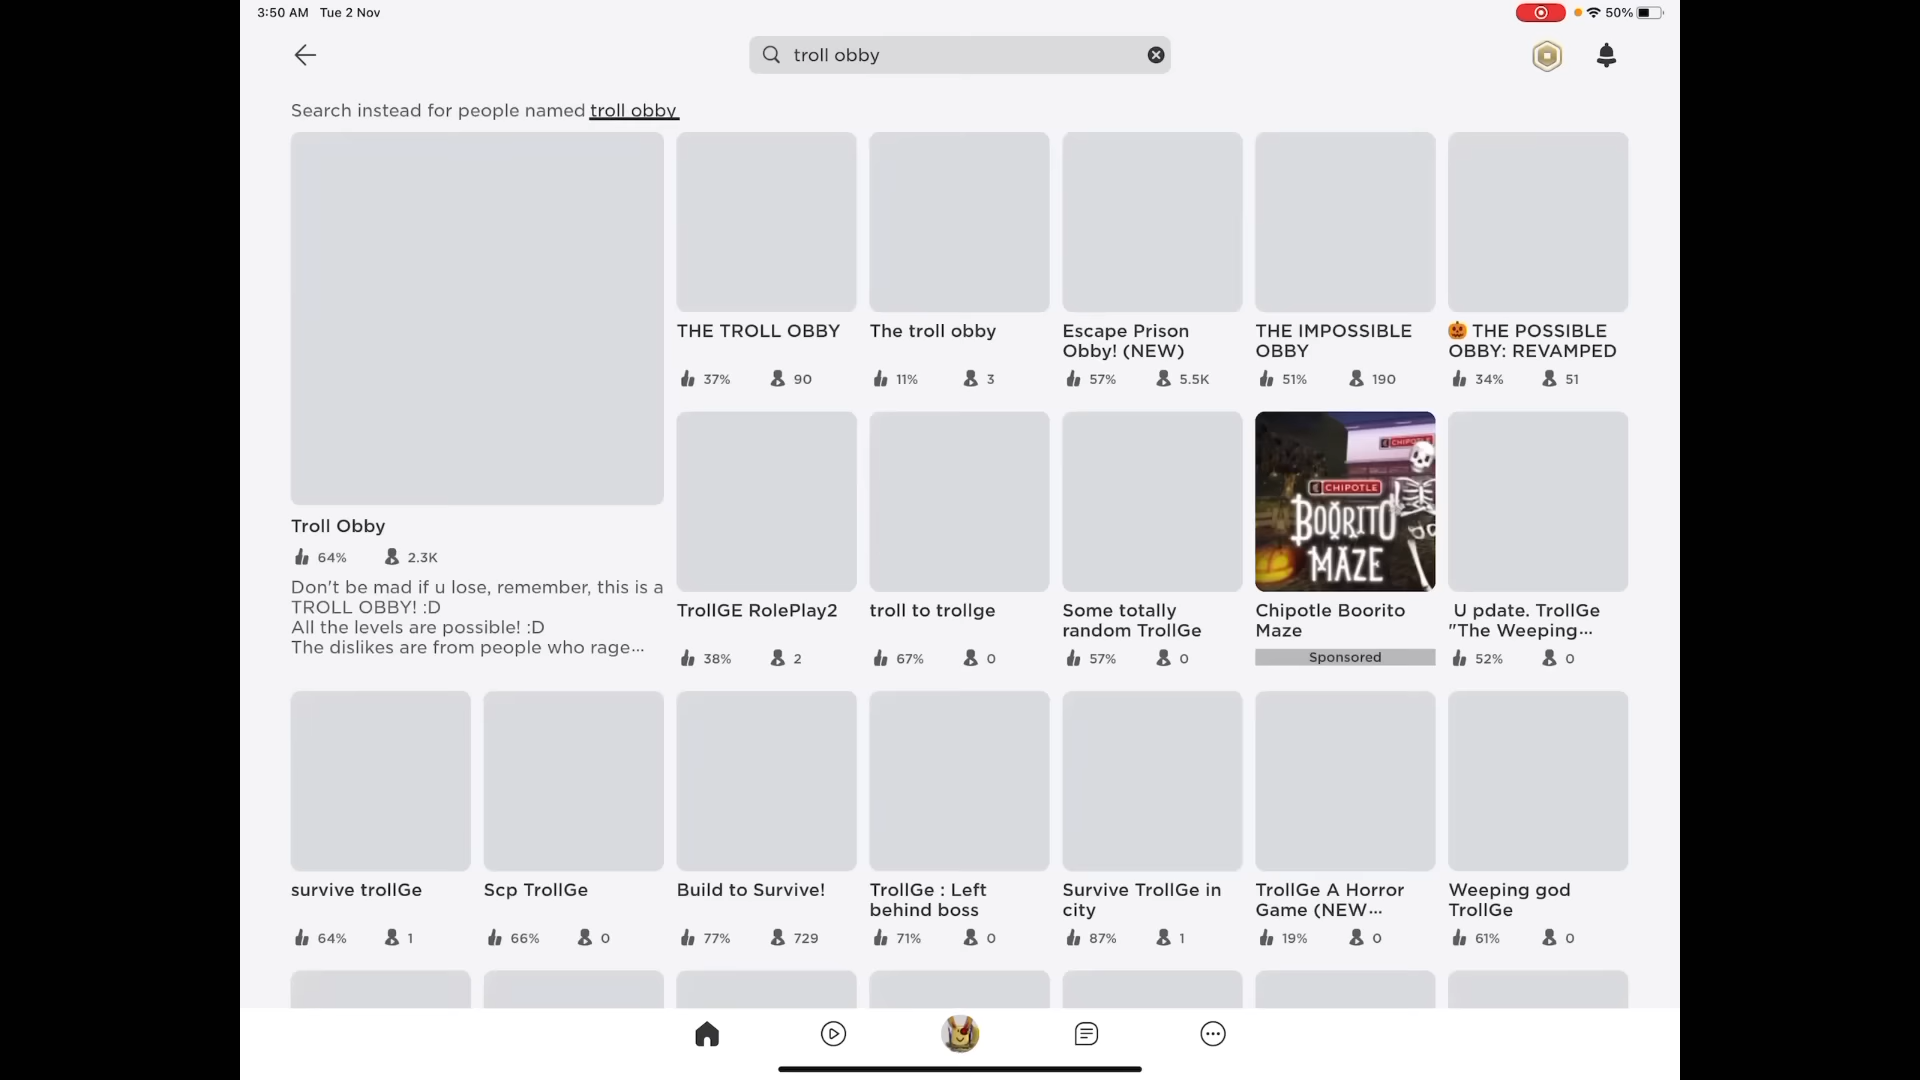 3:50 AM Tue 2 Nov
50%
troll obby
Search instead for people named troll obby
Troll Obby
64% 2.3K
Don't be mad if u lose, remember, this is a
TROLL OBBY! :D
All the levels are possible! :D
The dislikes are from people who rage...
THE TROLL OBBY
37% 90
The troll obby
11% 3
Escape Prison
Obby! (NEW)
57% 5.5K
THE IMPOSSIBLE
OBBY
51% 190
🎃 THE POSSIBLE
OBBY: REVAMPED
34% 51
TrollGE RolePlay2
38% 2
troll to trollge
67% 0
Some totally
random TrollGe
57% 0
CHIPOTLE
CHIPOTLE
BOORITO
MAZE
Chipotle Boorito
Maze
Sponsored
U pdate. TrollGe
"The Weeping...
52% 0
survive trollGe
64% 1
Scp TrollGe
66% 0
Build to Survive!
77% 729
TrollGe : Left
behind boss
71% 0
Survive TrollGe in
city
87% 1
TrollGe A Horror
Game (NEW...
19% 0
Weeping god
TrollGe
61% 0